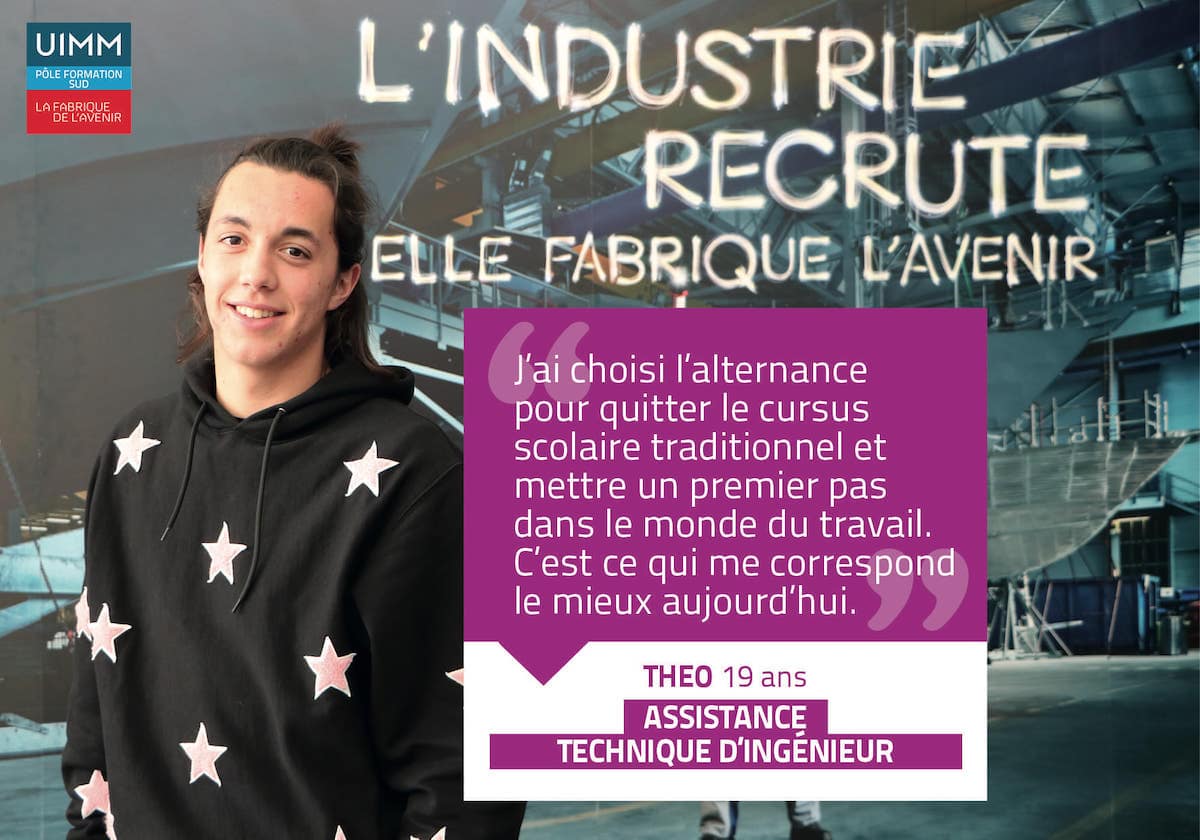 UIMM
PÔLE FORMATION
SUD
LA FABRIQUE
DE L'AVENIR
L'INDUSTRIE
RECRUTE
ELLE FABRIQUE L'AVENIR
“
J'ai choisi l'alternance
pour quitter le cursus
scolaire traditionnel et
mettre un premier pas
dans le monde du travail.
C'est ce qui me correspond
le mieux aujourd'hui.
”
THEO 19 ans
ASSISTANCE
TECHNIQUE D'INGÉNIEUR